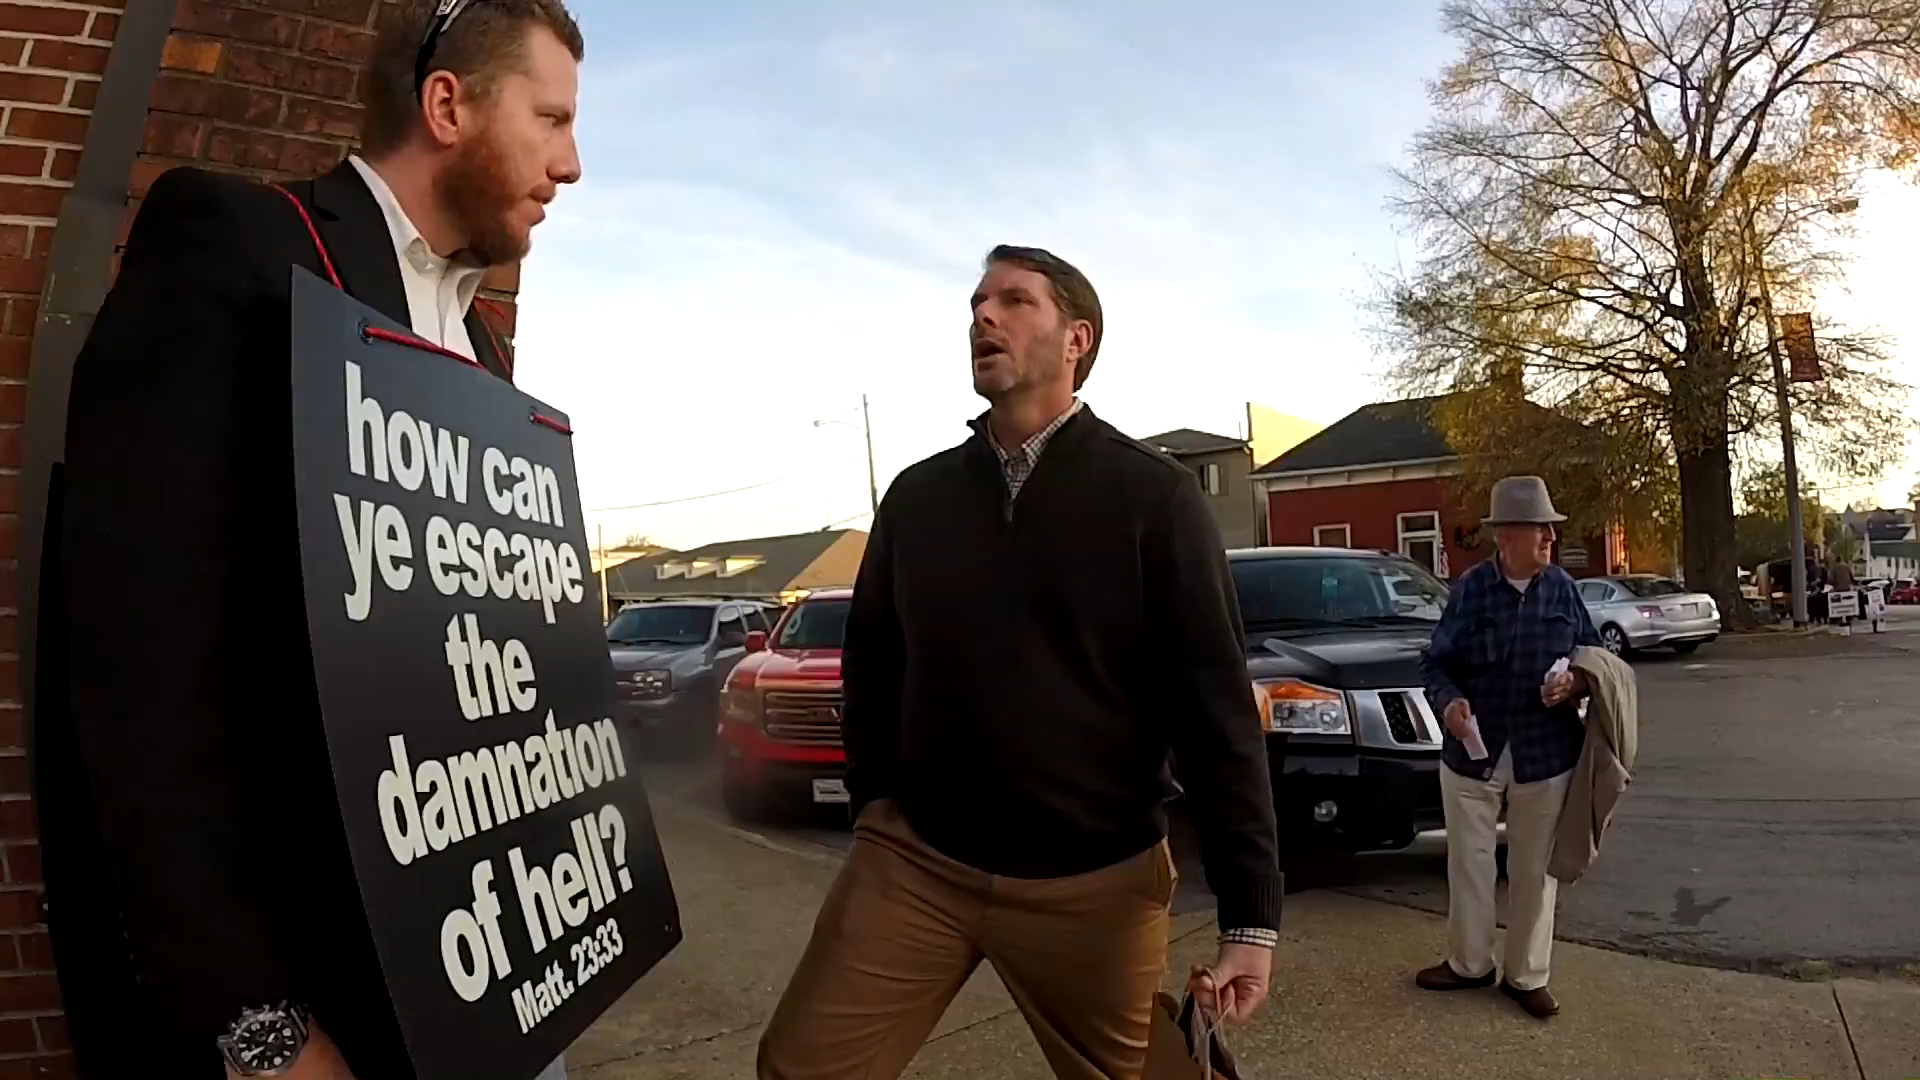 how can
ye escape
the
damnation
of hell?
Matt. 23:33